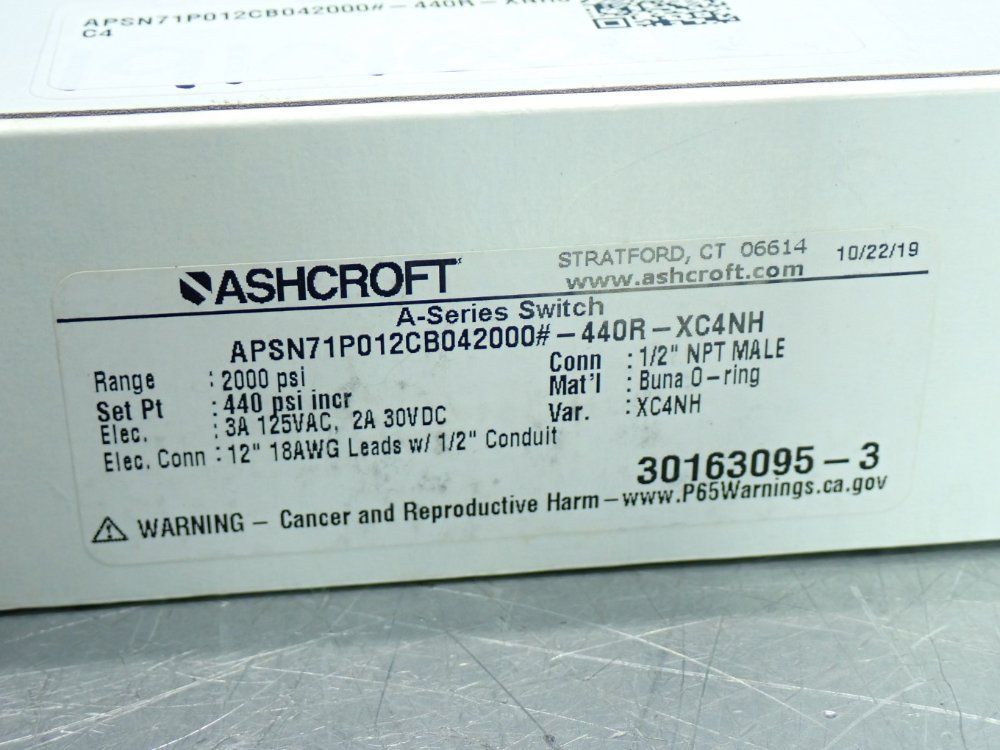 APSN71P012CB042000#-440R-XNH5
C4
ASHCROFT
STRATFORD, CT 06614
www.ashcroft.com
10/22/19
A-Series Switch
APSN71P012CB042000#-440R-XC4NH
Range : 2000 psi
Set Pt : 440 psi incr
Elec. : 3A 125VAC, 2A 30VDC
Elec. Conn : 12" 18AWG Leads w/ 1/2" Conduit
Conn : 1/2" NPT MALE
Mat'l : Buna O-ring
Var. : XC4NH
30163095-3
WARNING - Cancer and Reproductive Harm-www.P65Warnings.ca.gov